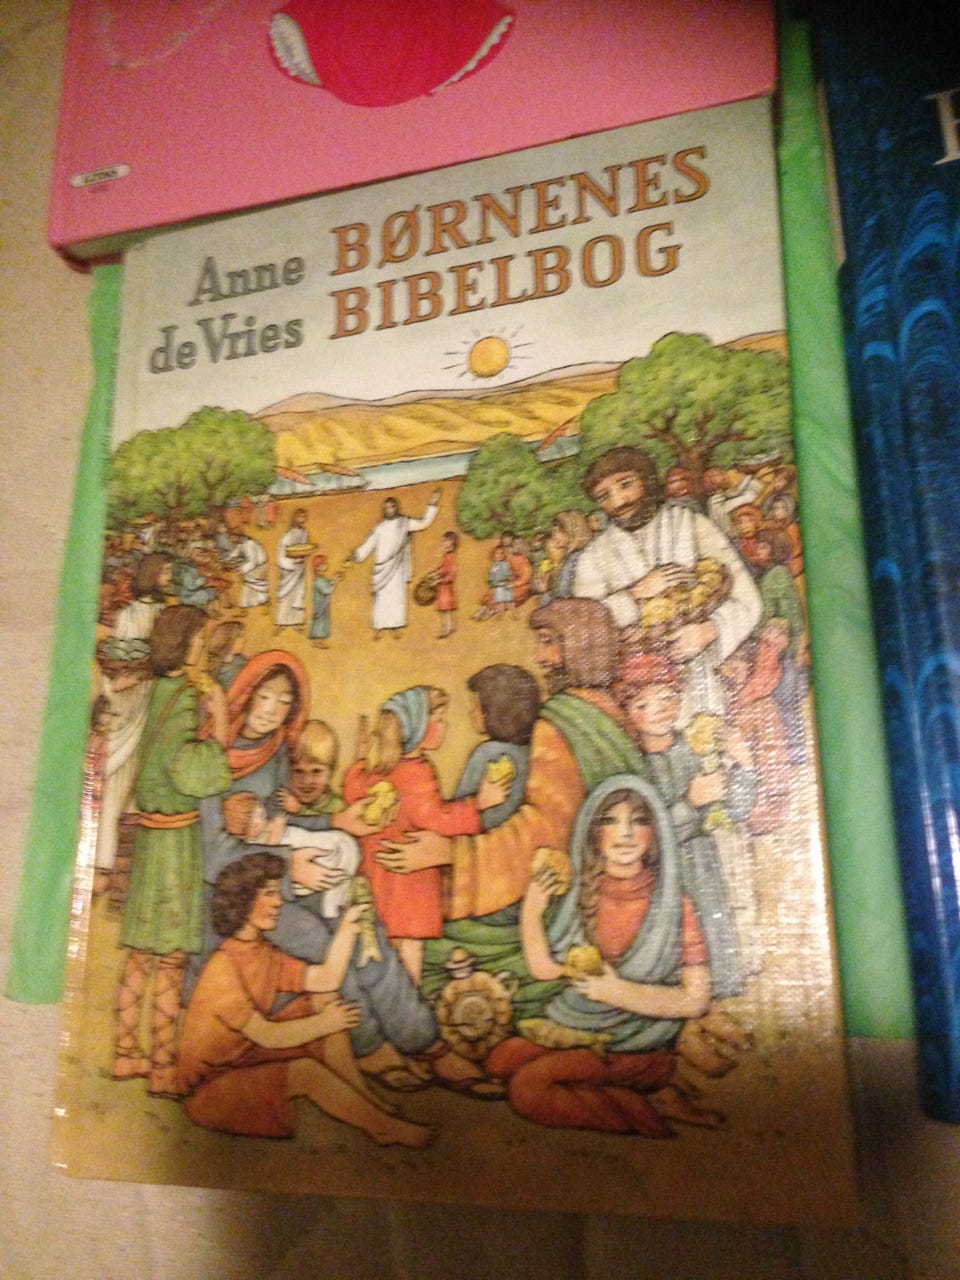 Anne
de Vries
BØRNENES
BIBELBOG